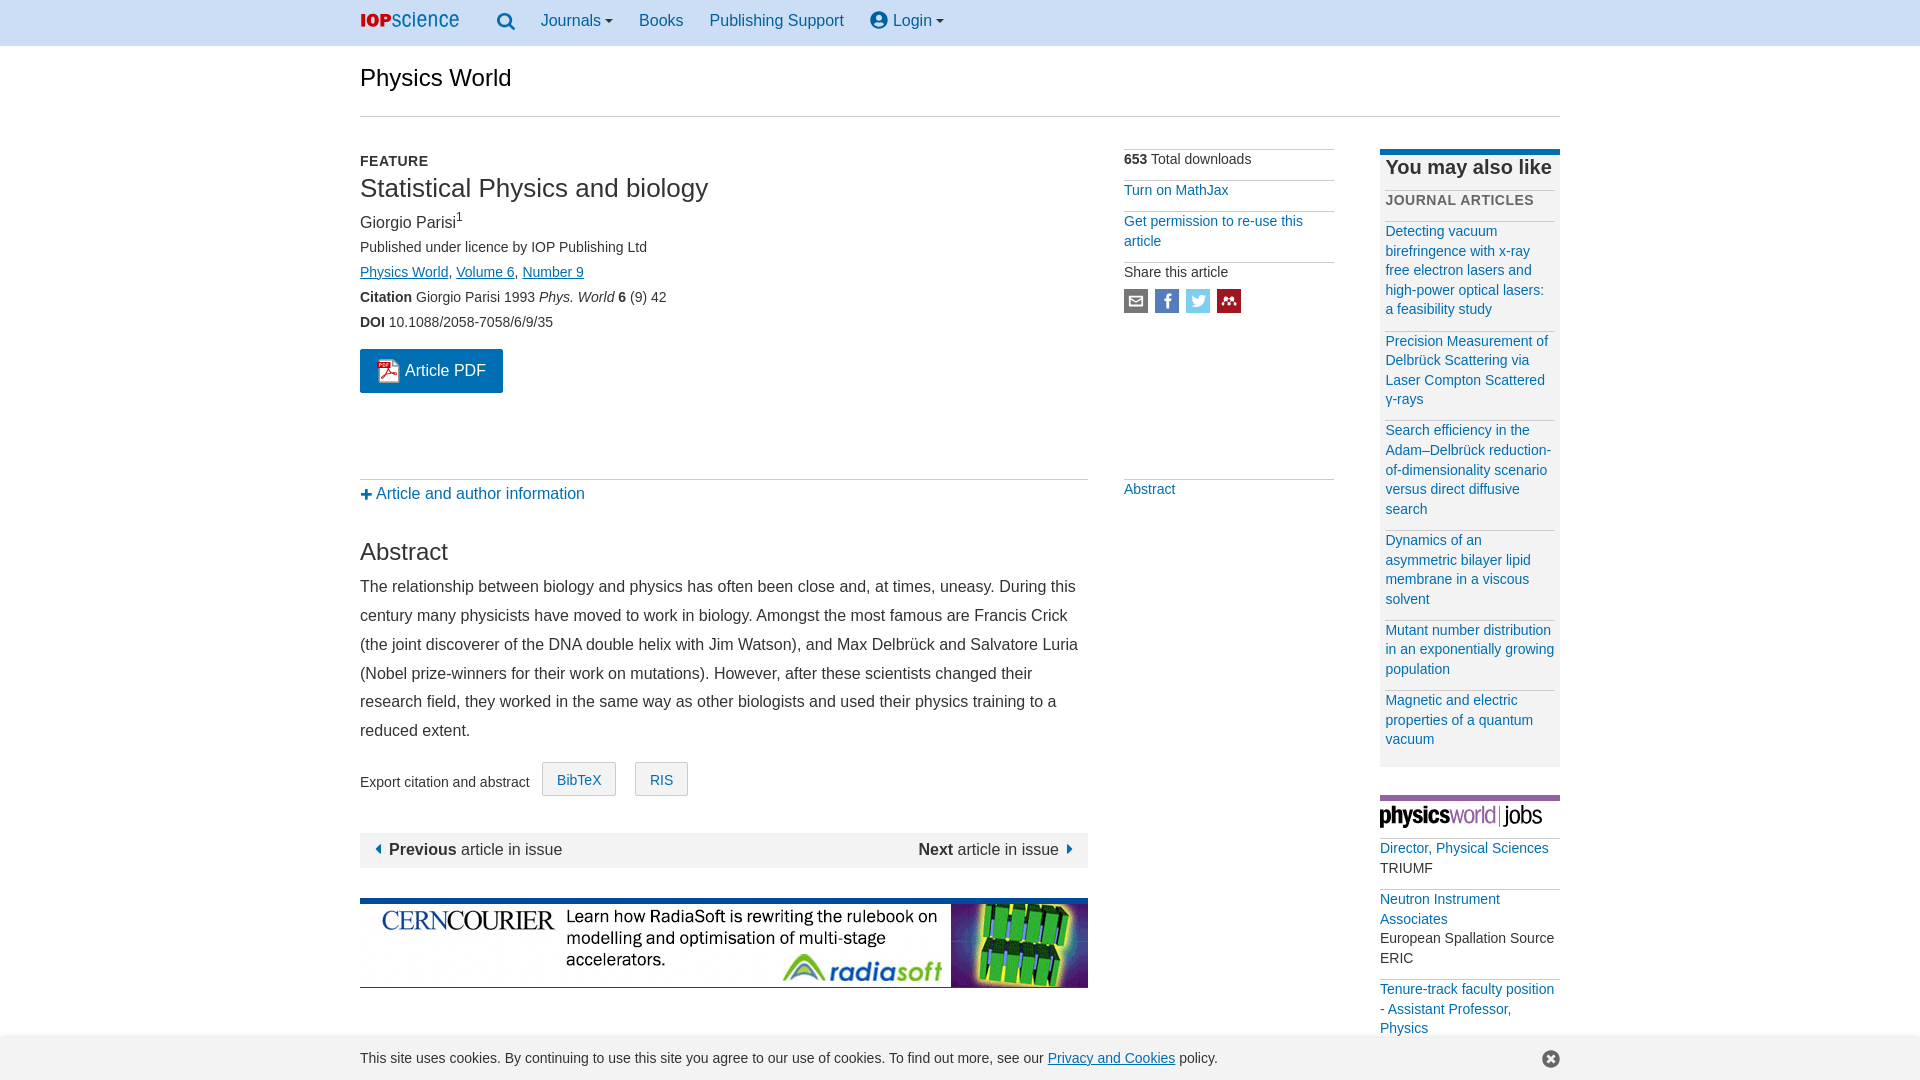 IOPscience Journals Books Publishing Support Login
Physics World
FEATURE
Statistical Physics and biology
Giorgio Parisi1
Published under licence by IOP Publishing Ltd
Physics World, Volume 6, Number 9
Citation Giorgio Parisi 1993 Phys. World 6 (9) 42
DOI 10.1088/2058-7058/6/9/35
PDF Article PDF
Article and author information
Abstract
The relationship between biology and physics has often been close and, at times, uneasy. During this
century many physicists have moved to work in biology. Amongst the most famous are Francis Crick
(the joint discoverer of the DNA double helix with Jim Watson), and Max Delbrück and Salvatore Luria
(Nobel prize-winners for their work on mutations). However, after these scientists changed their
research field, they worked in the same way as other biologists and used their physics training to a
reduced extent.
Export citation and abstract BibTeX RIS
Previous article in issue Next article in issue
CERNCOURIER
Learn how RadiaSoft is rewriting the rulebook on
modelling and optimisation of multi-stage
accelerators.
radiasoft
653 Total downloads
Turn on MathJax
Get permission to re-use this
article
Share this article
Abstract
You may also like
JOURNAL ARTICLES
Detecting vacuum
birefringence with x-ray
free electron lasers and
high-power optical lasers:
a feasibility study
Precision Measurement of
Delbrück Scattering via
Laser Compton Scattered
γ-rays
Search efficiency in the
Adam–Delbrück reduction-
of-dimensionality scenario
versus direct diffusive
search
Dynamics of an
asymmetric bilayer lipid
membrane in a viscous
solvent
Mutant number distribution
in an exponentially growing
population
Magnetic and electric
properties of a quantum
vacuum
physicsworld jobs
Director, Physical Sciences
TRIUMF
Neutron Instrument
Associates
European Spallation Source
ERIC
Tenure-track faculty position
- Assistant Professor,
Physics
This site uses cookies. By continuing to use this site you agree to our use of cookies. To find out more, see our Privacy and Cookies policy.